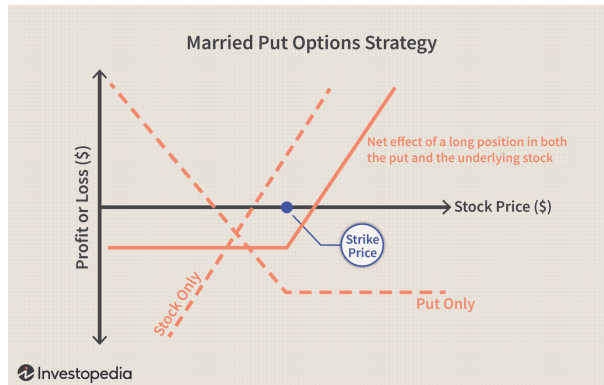 Married Put Options Strategy
Profit or Loss ($)
Net effect of a long position in both
the put and the underlying stock
Stock Price ($)
Strike
Price
Stock Only
Put Only
Investopedia